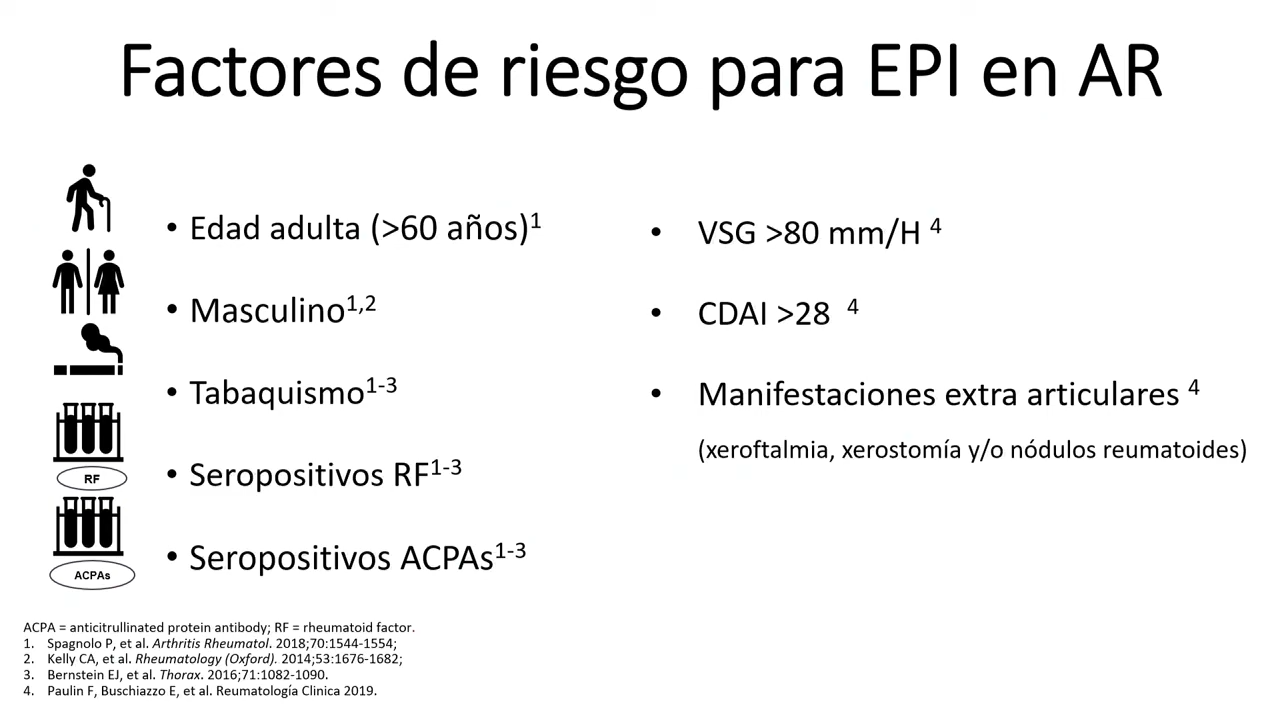 Factores de riesgo para EPI en AR
• Edad adulta (>60 años)1
• Masculino1,2
• Tabaquismo1-3
RF
• Seropositivos RF1-3
ACPAs
• Seropositivos ACPAs1-3
• VSG >80 mm/H 4
• CDAI >28 4
• Manifestaciones extra articulares 4
(xeroftalmia, xerostomía y/o nódulos reumatoides)
ACPA = anticitrullinated protein antibody; RF = rheumatoid factor.
1. Spagnolo P, et al. Arthritis Rheumatol. 2018;70:1544-1554;
2. Kelly CA, et al. Rheumatology (Oxford). 2014;53:1676-1682;
3. Bernstein EJ, et al. Thorax. 2016;71:1082-1090.
4. Paulin F, Buschiazzo E, et al. Reumatología Clinica 2019.